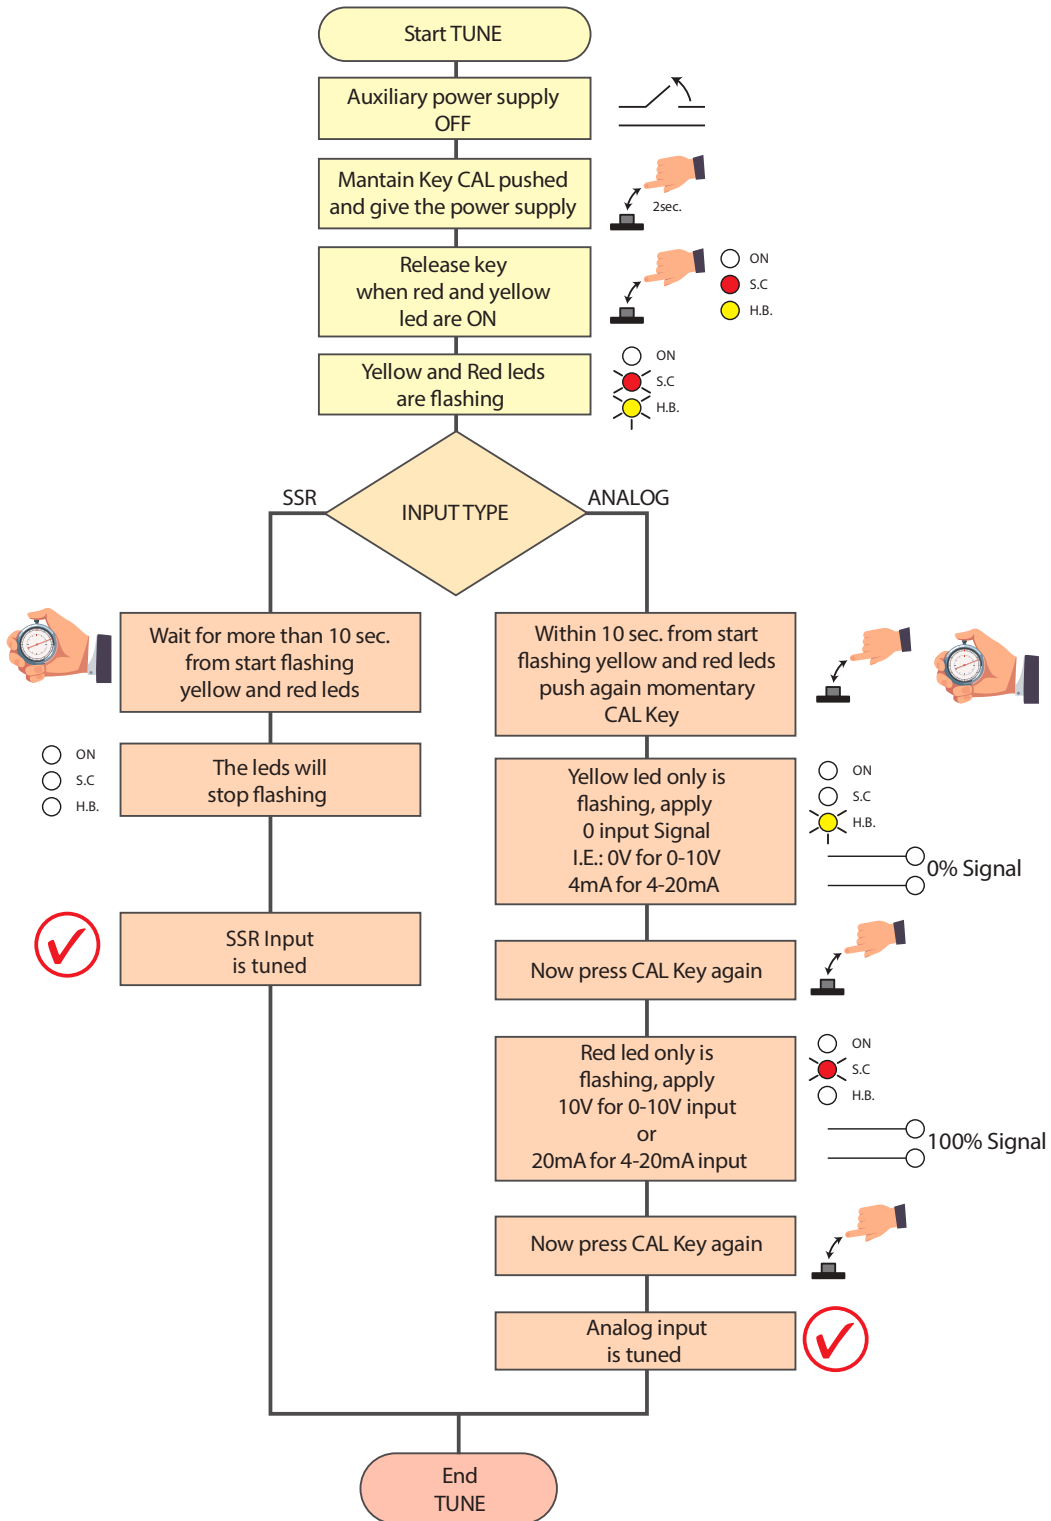 Start TUNE
Auxiliary power supply
OFF
Mantain Key CAL pushed
and give the power supply
2sec.
Release key
when red and yellow
led are ON
ON
S.C
H.B.
Yellow and Red leds
are flashing
ON
S.C
H.B.
SSR
INPUT TYPE
ANALOG
Wait for more than 10 sec.
from start flashing
yellow and red leds
ON
S.C
H.B.
The leds will
stop flashing
SSR Input
is tuned
Within 10 sec. from start
flashing yellow and red leds
push again momentary
CAL Key
Yellow led only is
flashing, apply
0 input Signal
I.E.: 0V for 0-10V
4mA for 4-20mA
ON
S.C
H.B.
0% Signal
Now press CAL Key again
Red led only is
flashing, apply
10V for 0-10V input
or
20mA for 4-20mA input
ON
S.C
H.B.
100% Signal
Now press CAL Key again
Analog input
is tuned
End
TUNE